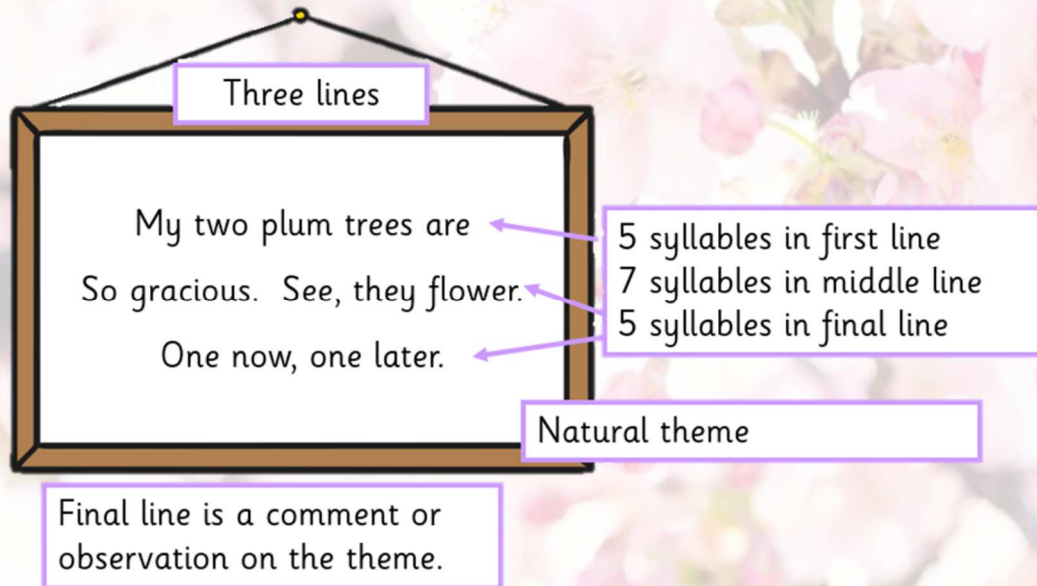 Three lines
My two plum trees are
So gracious.  See, they flower.
One now, one later.
5 syllables in first line
7 syllables in middle line
5 syllables in final line
Natural theme
Final line is a comment or
observation on the theme.